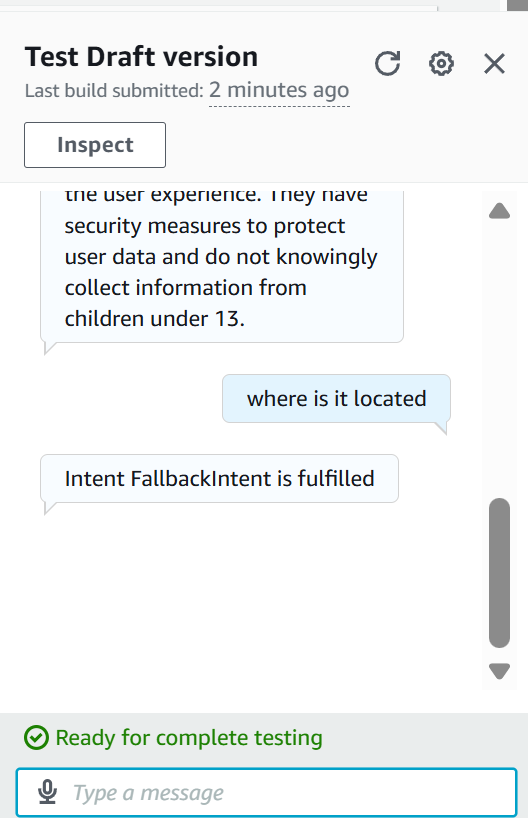 Test Draft version
Last build submitted: 2 minutes ago
Inspect
the user experience. They have
security measures to protect
user data and do not knowingly
collect information from
children under 13.
where is it located
Intent FallbackIntent is fulfilled
Ready for complete testing
Type a message